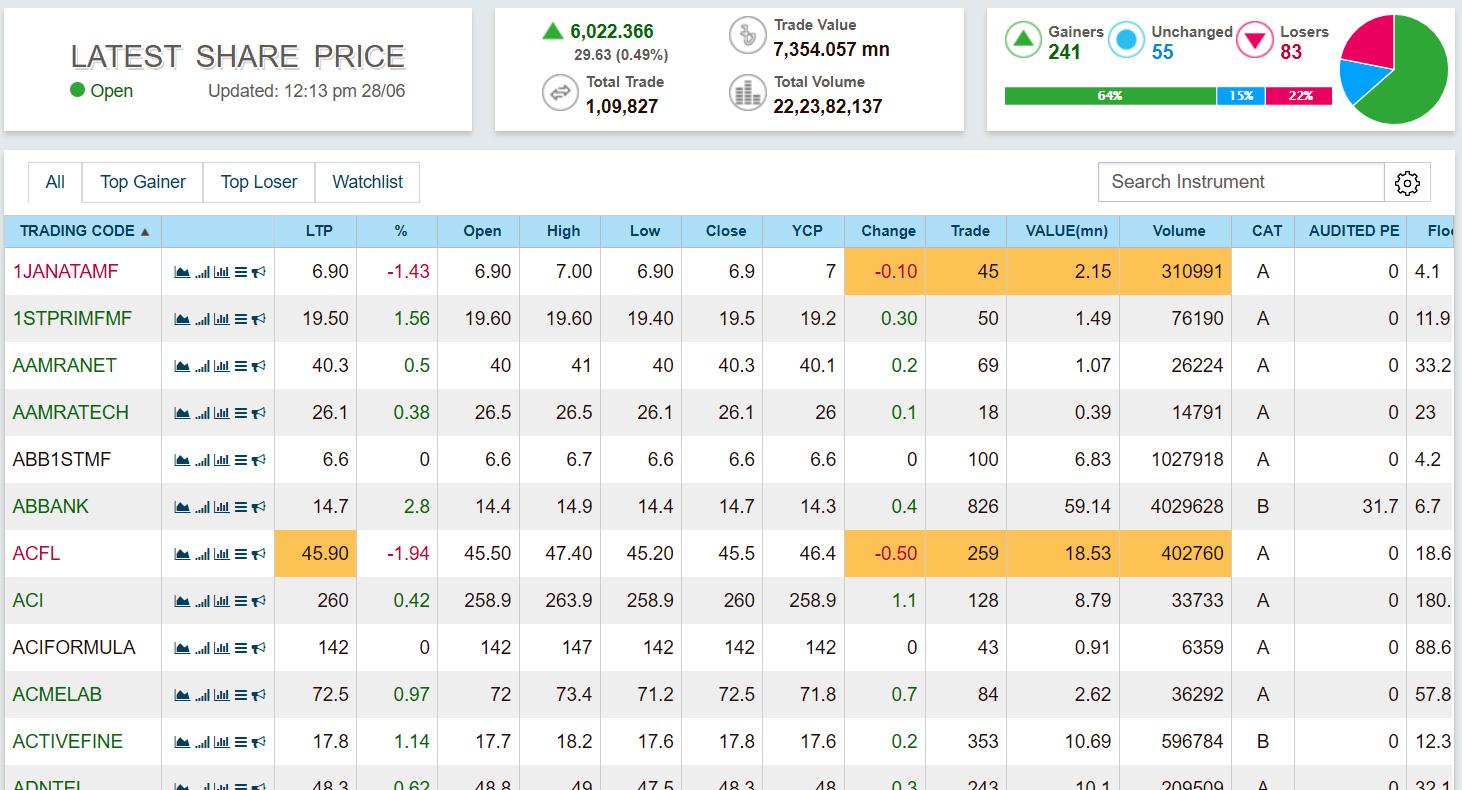 LATEST SHARE PRICE
Open Updated: 12:13 pm 28/06
6,022.366
29.63 (0.49%)
Total Trade
1,09,827
Trade Value
7,354.057 mn
Total Volume
22,23,82,137
Gainers
241
Unchanged
55
Losers
83
64% 15% 22%
All Top Gainer Top Loser Watchlist Search Instrument
TRADING CODE ▲ LTP % Open High Low Close YCP Change Trade VALUE(mn) Volume CAT AUDITED PE Floo
1JANATAMF 6.90 -1.43 6.90 7.00 6.90 6.9 7 -0.10 45 2.15 310991 A 0 4.1
1STPRIMFMF 19.50 1.56 19.60 19.60 19.40 19.5 19.2 0.30 50 1.49 76190 A 0 11.9
AAMRANET 40.3 0.5 40 41 40 40.3 40.1 0.2 69 1.07 26224 A 0 33.2
AAMRATECH 26.1 0.38 26.5 26.5 26.1 26.1 26 0.1 18 0.39 14791 A 0 23
ABB1STMF 6.6 0 6.6 6.7 6.6 6.6 6.6 0 100 6.83 1027918 A 0 4.2
ABBANK 14.7 2.8 14.4 14.9 14.4 14.7 14.3 0.4 826 59.14 4029628 B 31.7 6.7
ACFL 45.90 -1.94 45.50 47.40 45.20 45.5 46.4 -0.50 259 18.53 402760 A 0 18.6
ACI 260 0.42 258.9 263.9 258.9 260 258.9 1.1 128 8.79 33733 A 0 180.
ACIFORMULA 142 0 142 147 142 142 142 0 43 0.91 6359 A 0 88.6
ACMELAB 72.5 0.97 72 73.4 71.2 72.5 71.8 0.7 84 2.62 36292 A 0 57.8
ACTIVEFINE 17.8 1.14 17.7 18.2 17.6 17.8 17.6 0.2 353 10.69 596784 B 0 12.3
ADNTEL 48.3 0.62 48.8 49 47.5 48.3 48 0.3 243 10.1 209509 A 0 32.1